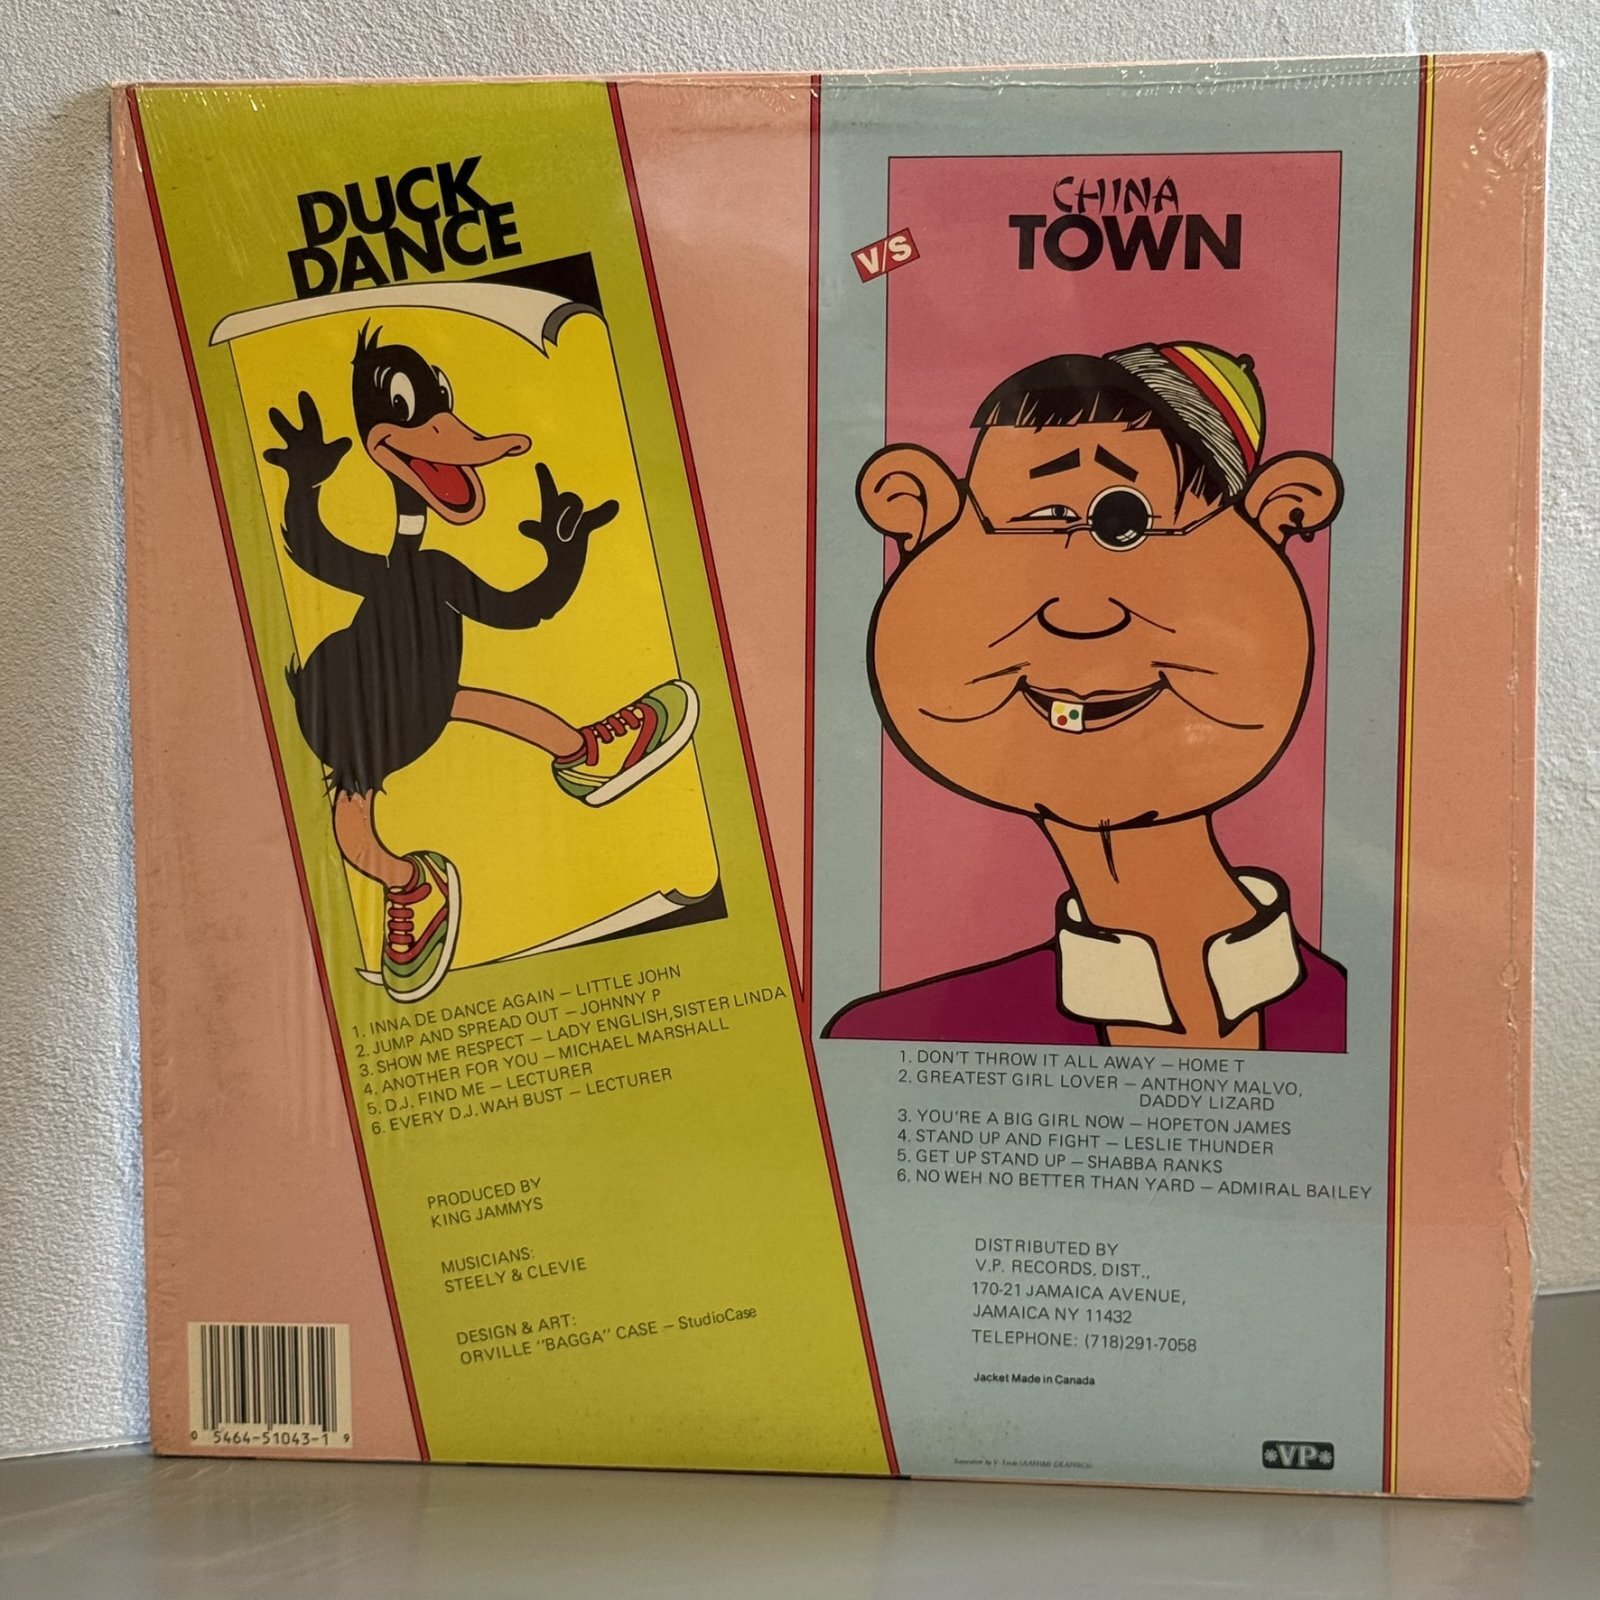 DUCK
DANCE
V/S
CHINA
TOWN
1. INNA DE DANCE AGAIN – LITTLE JOHN
2. JUMP AND SPREAD OUT – JOHNNY P
3. SHOW ME RESPECT – LADY ENGLISH, SISTER LINDA
4. ANOTHER FOR YOU – MICHAEL MARSHALL
5. D.J. FIND ME – LECTURER
6. EVERY D.J. WAH BUST – LECTURER
PRODUCED BY
KING JAMMYS
MUSICIANS:
STEELY & CLEVIE
DESIGN & ART:
ORVILLE "BAGGA" CASE – StudioCase
0 5464-51043-1 9
1. DON'T THROW IT ALL AWAY – HOME T
2. GREATEST GIRL LOVER – ANTHONY MALVO,
DADDY LIZARD
3. YOU'RE A BIG GIRL NOW – HOPETON JAMES
4. STAND UP AND FIGHT – LESLIE THUNDER
5. GET UP STAND UP – SHABBA RANKS
6. NO WEH NO BETTER THAN YARD – ADMIRAL BAILEY
DISTRIBUTED BY
V.P. RECORDS, DIST.,
170-21 JAMAICA AVENUE,
JAMAICA NY 11432
TELEPHONE: (718)291-7058
Jacket Made in Canada
VP